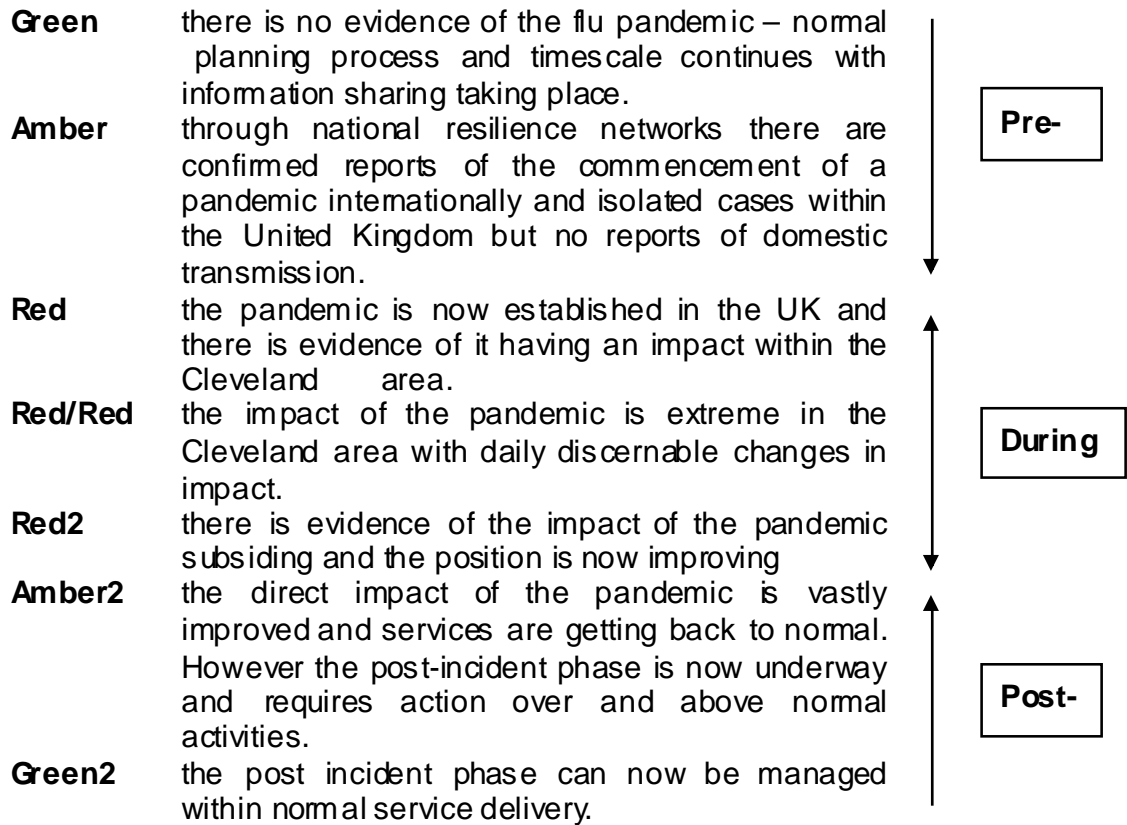 Green there is no evidence of the flu pandemic – normal
planning process and timescale continues with
information sharing taking place.
Amber through national resilience networks there are
confirmed reports of the commencement of a
pandemic internationally and isolated cases within
the United Kingdom but no reports of domestic
transmission.
Pre-
Red the pandemic is now established in the UK and
there is evidence of it having an impact within the
Cleveland area.
Red/Red the impact of the pandemic is extreme in the
Cleveland area with daily discernable changes in
impact.
During
Red2 there is evidence of the impact of the pandemic
subsiding and the position is now improving
Amber2 the direct impact of the pandemic is vastly
improved and services are getting back to normal.
However the post-incident phase is now underway
and requires action over and above normal
activities.
Post-
Green2 the post incident phase can now be managed
within normal service delivery.